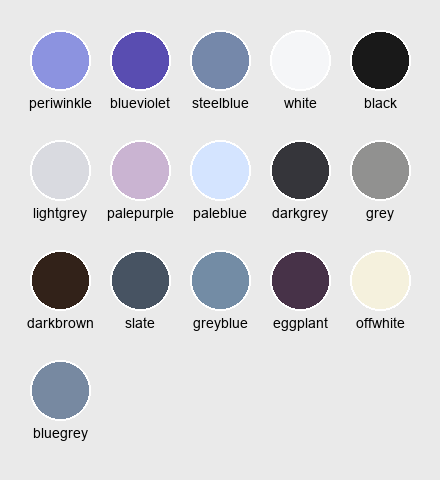 periwinkle blueviolet steelblue white black
lightgrey palepurple paleblue darkgrey grey
darkbrown slate greyblue eggplant offwhite
bluegrey